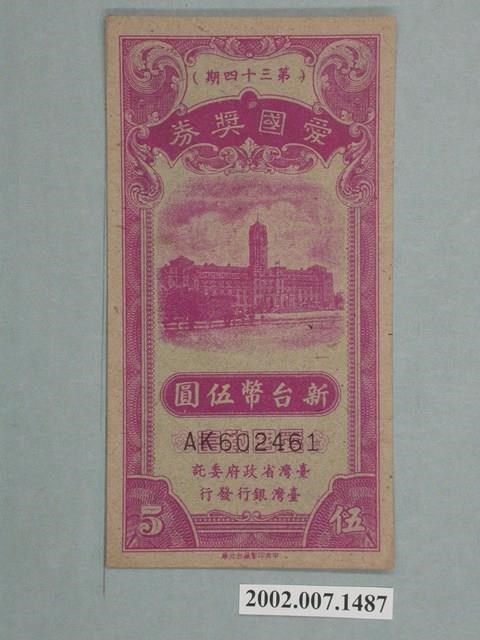 （第三十四期）
愛國獎券
新台幣伍圓
AK602461
臺灣省政府委託
臺灣銀行發行
5 伍
2002.007.1487